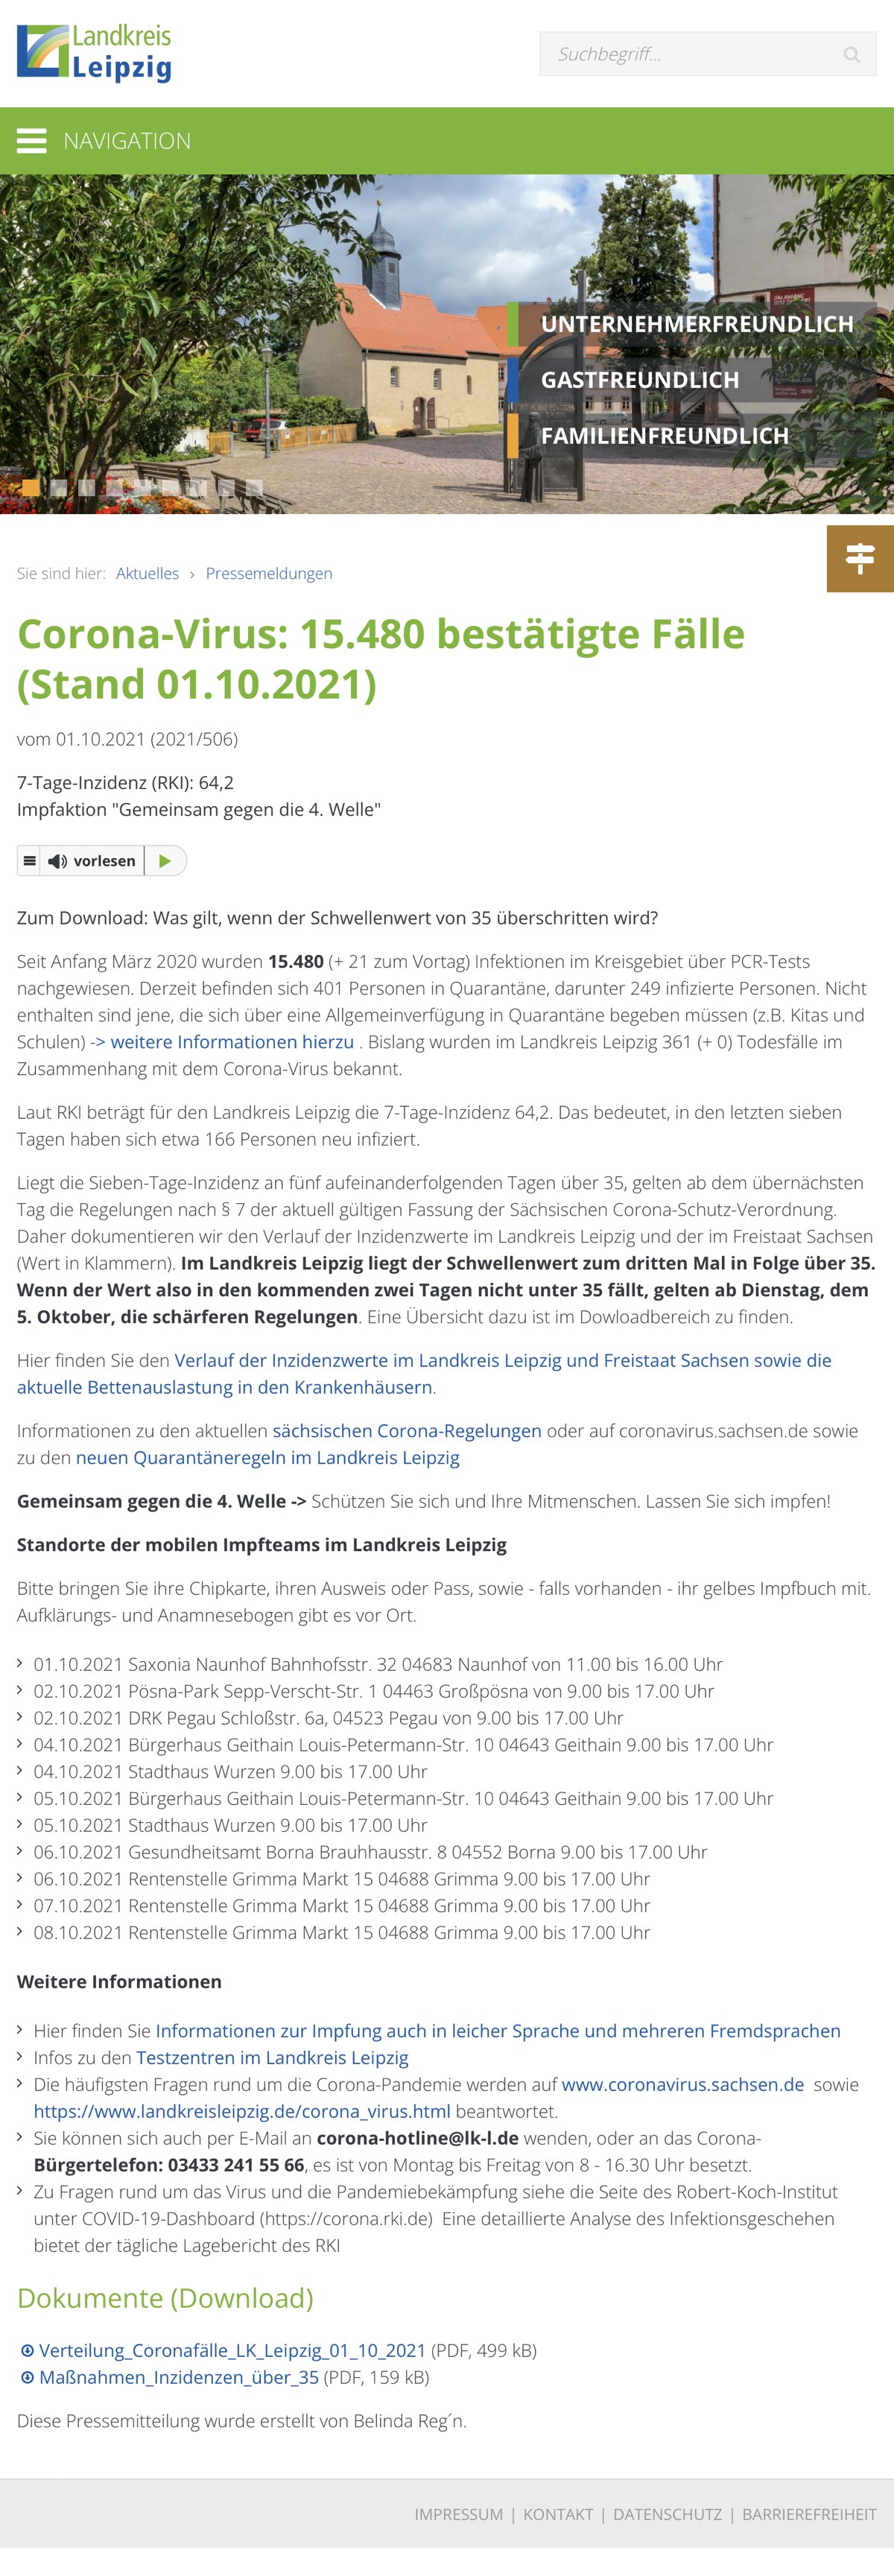 Landkreis
Leipzig
Suchbegriff...
NAVIGATION
UNTERNEHMERFREUNDLICH
GASTFREUNDLICH
FAMILIENFREUNDLICH
Sie sind hier: Aktuelles › Pressemeldungen
Corona-Virus: 15.480 bestätigte Fälle
(Stand 01.10.2021)
vom 01.10.2021 (2021/506)
7-Tage-Inzidenz (RKI): 64,2
Impfaktion "Gemeinsam gegen die 4. Welle"
vorlesen
Zum Download: Was gilt, wenn der Schwellenwert von 35 überschritten wird?
Seit Anfang März 2020 wurden 15.480 (+ 21 zum Vortag) Infektionen im Kreisgebiet über PCR-Tests
nachgewiesen. Derzeit befinden sich 401 Personen in Quarantäne, darunter 249 infizierte Personen. Nicht
enthalten sind jene, die sich über eine Allgemeinverfügung in Quarantäne begeben müssen (z.B. Kitas und
Schulen) -> weitere Informationen hierzu . Bislang wurden im Landkreis Leipzig 361 (+ 0) Todesfälle im
Zusammenhang mit dem Corona-Virus bekannt.
Laut RKI beträgt für den Landkreis Leipzig die 7-Tage-Inzidenz 64,2. Das bedeutet, in den letzten sieben
Tagen haben sich etwa 166 Personen neu infiziert.
Liegt die Sieben-Tage-Inzidenz an fünf aufeinanderfolgenden Tagen über 35, gelten ab dem übernächsten
Tag die Regelungen nach § 7 der aktuell gültigen Fassung der Sächsischen Corona-Schutz-Verordnung.
Daher dokumentieren wir den Verlauf der Inzidenzwerte im Landkreis Leipzig und der im Freistaat Sachsen
(Wert in Klammern). Im Landkreis Leipzig liegt der Schwellenwert zum dritten Mal in Folge über 35.
Wenn der Wert also in den kommenden zwei Tagen nicht unter 35 fällt, gelten ab Dienstag, dem
5. Oktober, die schärferen Regelungen. Eine Übersicht dazu ist im Dowloadbereich zu finden.
Hier finden Sie den Verlauf der Inzidenzwerte im Landkreis Leipzig und Freistaat Sachsen sowie die
aktuelle Bettenauslastung in den Krankenhäusern.
Informationen zu den aktuellen sächsischen Corona-Regelungen oder auf coronavirus.sachsen.de sowie
zu den neuen Quarantäneregeln im Landkreis Leipzig
Gemeinsam gegen die 4. Welle -> Schützen Sie sich und Ihre Mitmenschen. Lassen Sie sich impfen!
Standorte der mobilen Impfteams im Landkreis Leipzig
Bitte bringen Sie ihre Chipkarte, ihren Ausweis oder Pass, sowie - falls vorhanden - ihr gelbes Impfbuch mit.
Aufklärungs- und Anamnesebogen gibt es vor Ort.
› 01.10.2021 Saxonia Naunhof Bahnhofsstr. 32 04683 Naunhof von 11.00 bis 16.00 Uhr
› 02.10.2021 Pösna-Park Sepp-Verscht-Str. 1 04463 Großpösna von 9.00 bis 17.00 Uhr
› 02.10.2021 DRK Pegau Schloßstr. 6a, 04523 Pegau von 9.00 bis 17.00 Uhr
› 04.10.2021 Bürgerhaus Geithain Louis-Petermann-Str. 10 04643 Geithain 9.00 bis 17.00 Uhr
› 04.10.2021 Stadthaus Wurzen 9.00 bis 17.00 Uhr
› 05.10.2021 Bürgerhaus Geithain Louis-Petermann-Str. 10 04643 Geithain 9.00 bis 17.00 Uhr
› 05.10.2021 Stadthaus Wurzen 9.00 bis 17.00 Uhr
› 06.10.2021 Gesundheitsamt Borna Brauhhausstr. 8 04552 Borna 9.00 bis 17.00 Uhr
› 06.10.2021 Rentenstelle Grimma Markt 15 04688 Grimma 9.00 bis 17.00 Uhr
› 07.10.2021 Rentenstelle Grimma Markt 15 04688 Grimma 9.00 bis 17.00 Uhr
› 08.10.2021 Rentenstelle Grimma Markt 15 04688 Grimma 9.00 bis 17.00 Uhr
Weitere Informationen
› Hier finden Sie Informationen zur Impfung auch in leicher Sprache und mehreren Fremdsprachen
› Infos zu den Testzentren im Landkreis Leipzig
› Die häufigsten Fragen rund um die Corona-Pandemie werden auf www.coronavirus.sachsen.de sowie
https://www.landkreisleipzig.de/corona_virus.html beantwortet.
› Sie können sich auch per E-Mail an corona-hotline@lk-l.de wenden, oder an das Corona-
Bürgertelefon: 03433 241 55 66, es ist von Montag bis Freitag von 8 - 16.30 Uhr besetzt.
› Zu Fragen rund um das Virus und die Pandemiebekämpfung siehe die Seite des Robert-Koch-Institut
unter COVID-19-Dashboard (https://corona.rki.de) Eine detaillierte Analyse des Infektionsgeschehen
bietet der tägliche Lagebericht des RKI
Dokumente (Download)
Verteilung_Coronafälle_LK_Leipzig_01_10_2021 (PDF, 499 kB)
Maßnahmen_Inzidenzen_über_35 (PDF, 159 kB)
Diese Pressemitteilung wurde erstellt von Belinda Reg´n.
IMPRESSUM | KONTAKT | DATENSCHUTZ | BARRIEREFREIHEIT